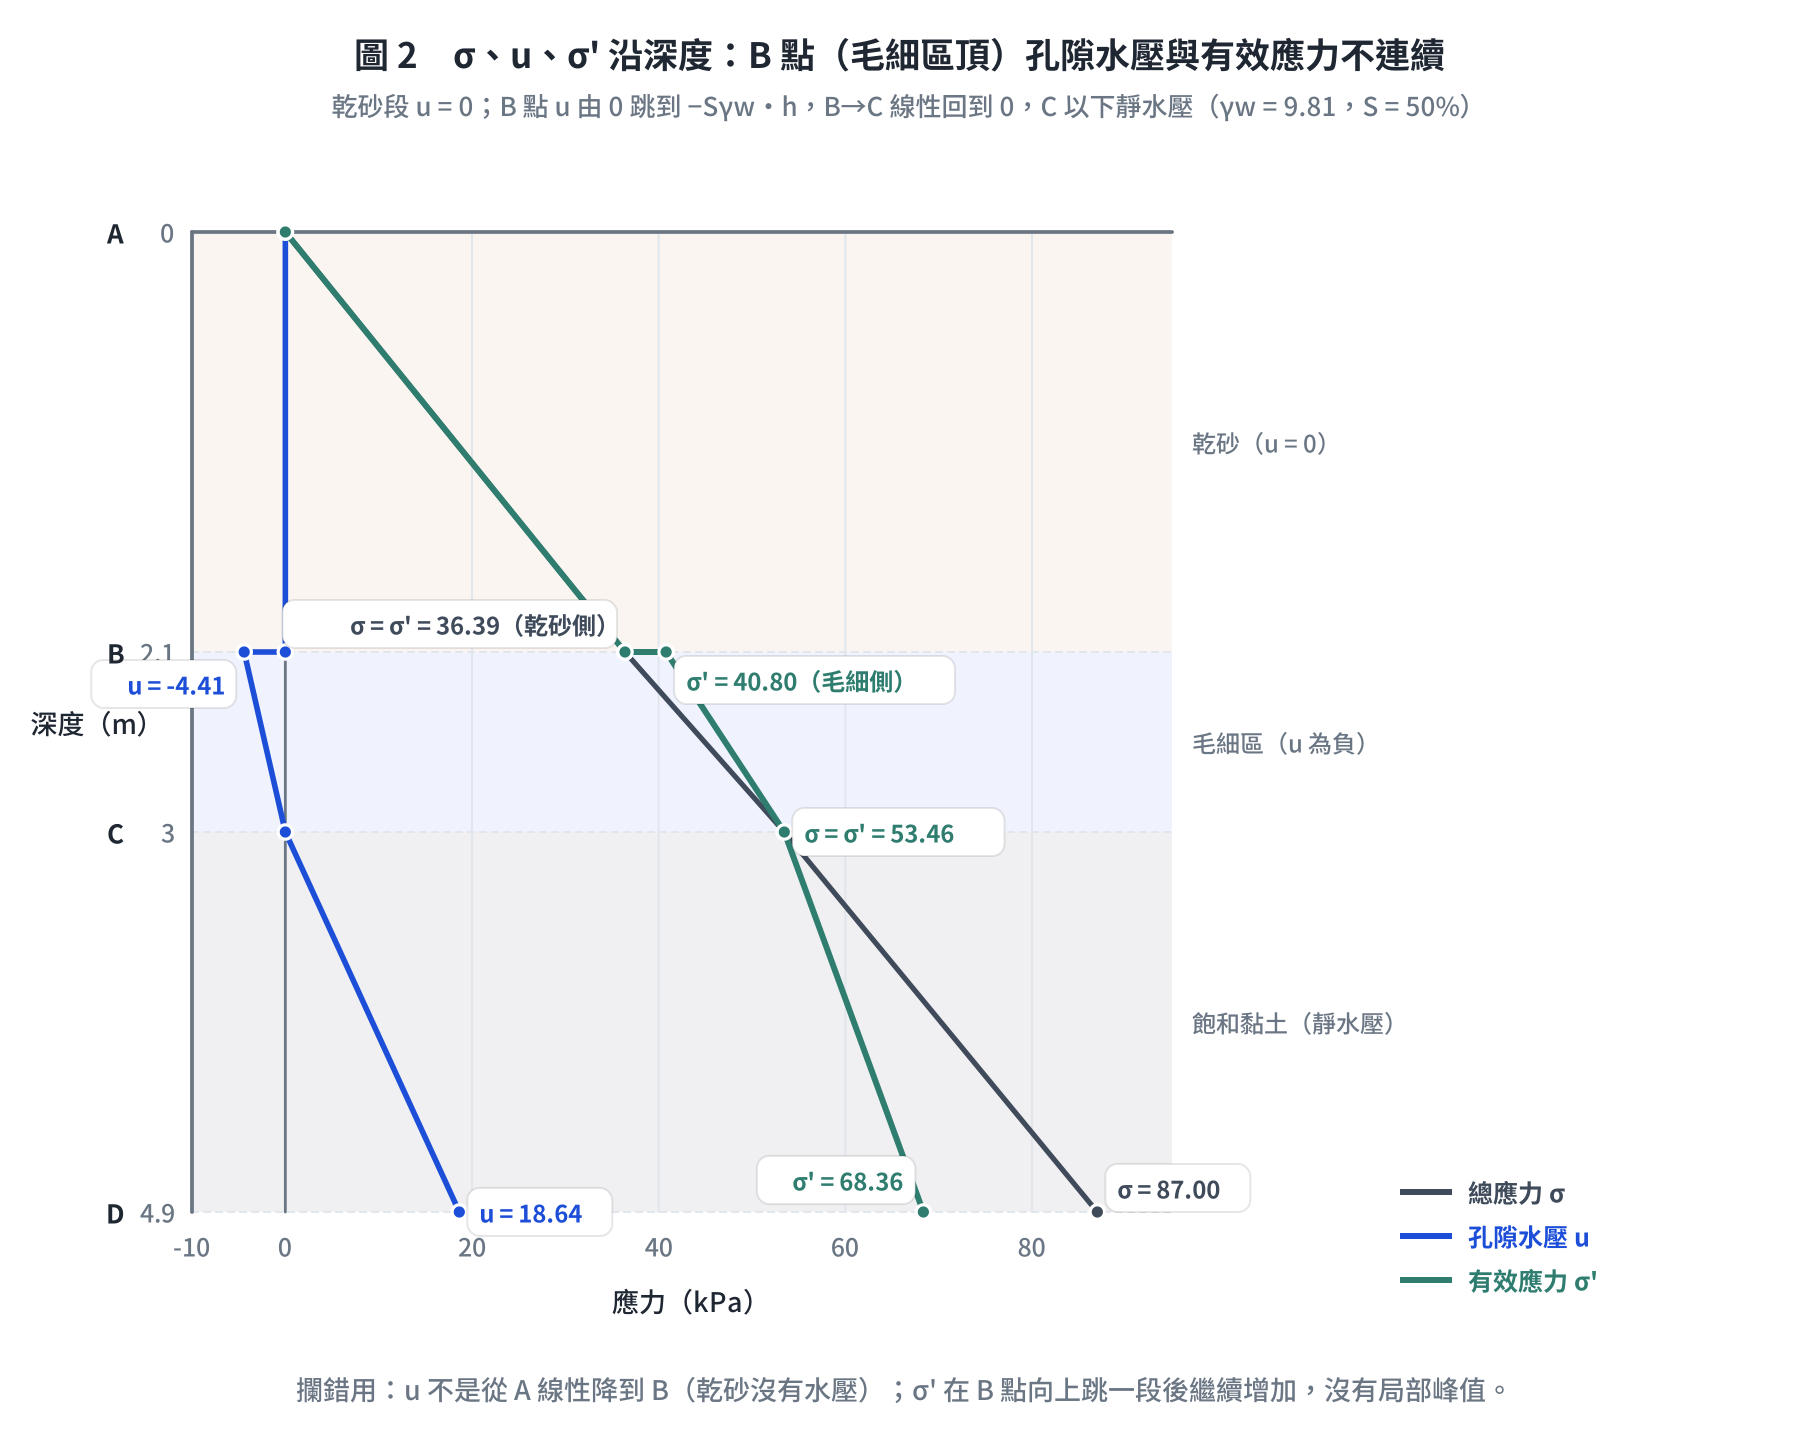 圖 2　σ、u、σ' 沿深度：B 點（毛細區頂）孔隙水壓與有效應力不連續
乾砂段 u = 0；B 點 u 由 0 跳到 −Sγw・h，B→C 線性回到 0，C 以下靜水壓（γw = 9.81，S = 50%）
A 0
乾砂（u = 0）
σ = σ' = 36.39（乾砂側）
B 2.1
u = -4.41
σ' = 40.80（毛細側）
深度（m）
毛細區（u 為負）
C 3
σ = σ' = 53.46
飽和黏土（靜水壓）
σ' = 68.36
σ = 87.00
D 4.9
u = 18.64
-10 0 20 40 60 80
應力（kPa）
總應力 σ
孔隙水壓 u
有效應力 σ'
攔錯用：u 不是從 A 線性降到 B（乾砂沒有水壓）；σ' 在 B 點向上跳一段後繼續增加，沒有局部峰值。